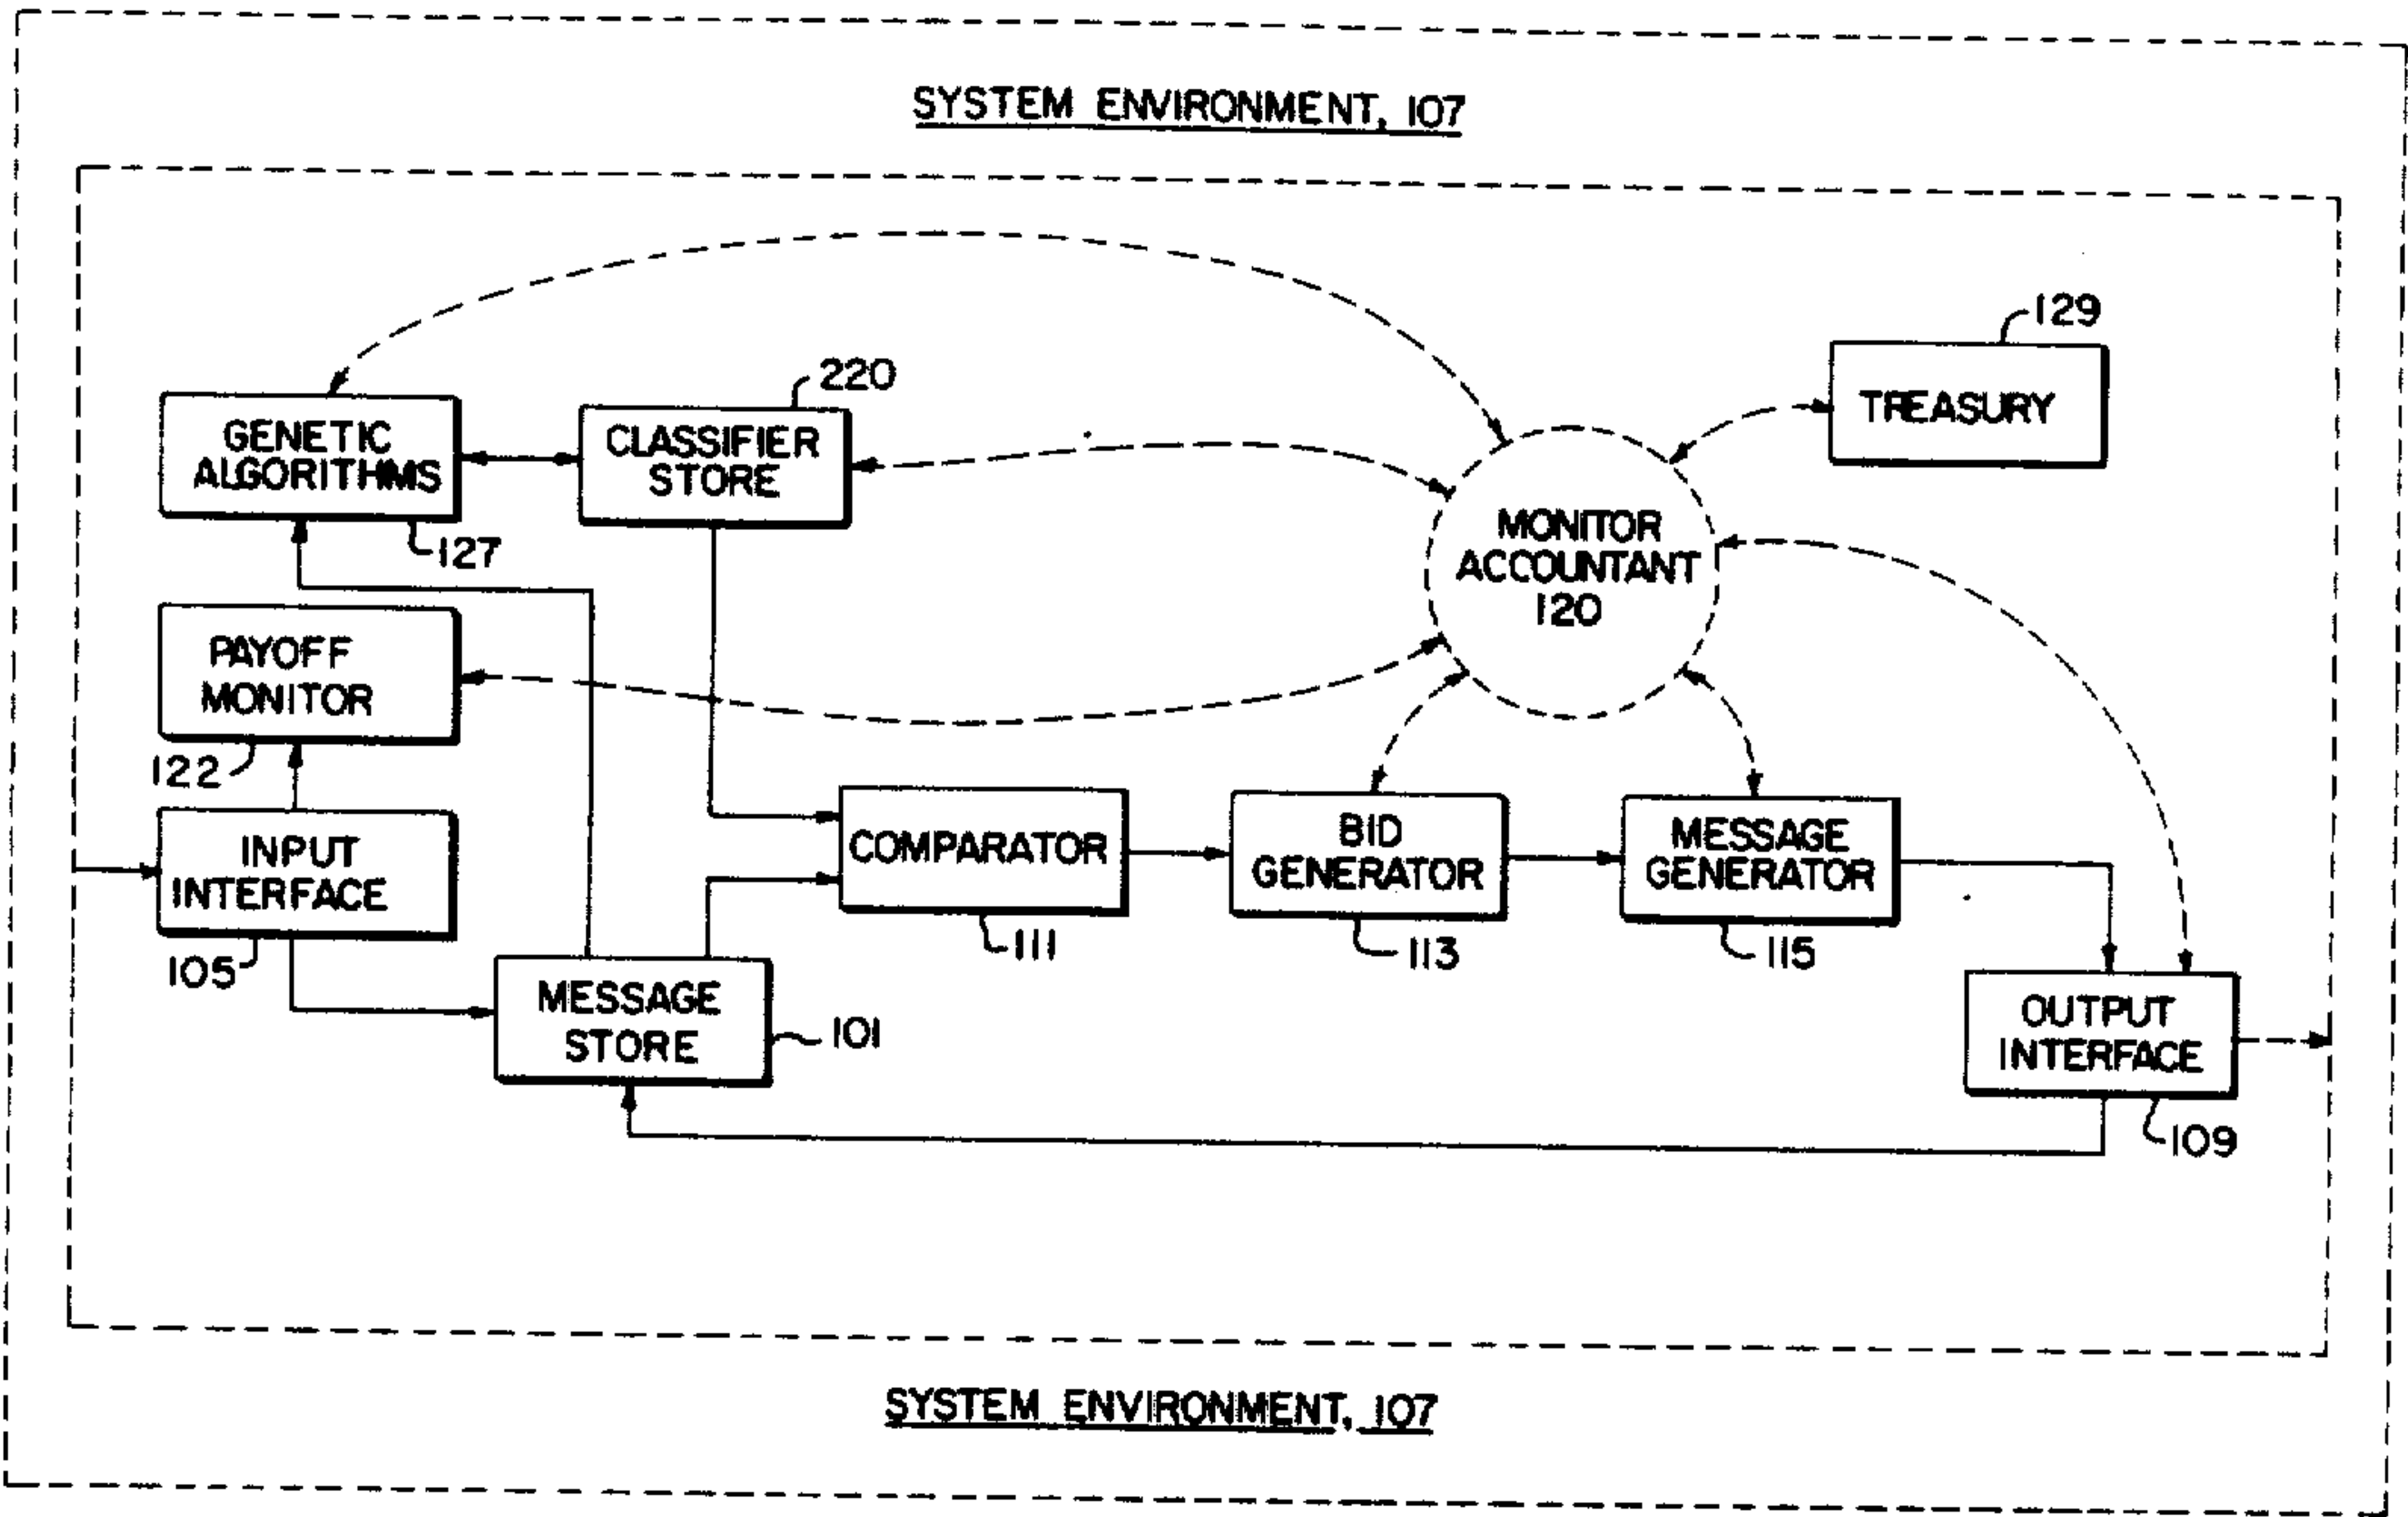 SYSTEM ENVIRONMENT, 107
129
TREASURY
220
GENETIC
ALGORITHMS
127
CLASSIFIER
STORE
MONITOR
ACCOUNTANT
120
PAYOFF
MONITOR
122
INPUT
INTERFACE
105
COMPARATOR
111
BID
GENERATOR
113
MESSAGE
GENERATOR
115
MESSAGE
STORE
101
OUTPUT
INTERFACE
109
SYSTEM ENVIRONMENT, 107